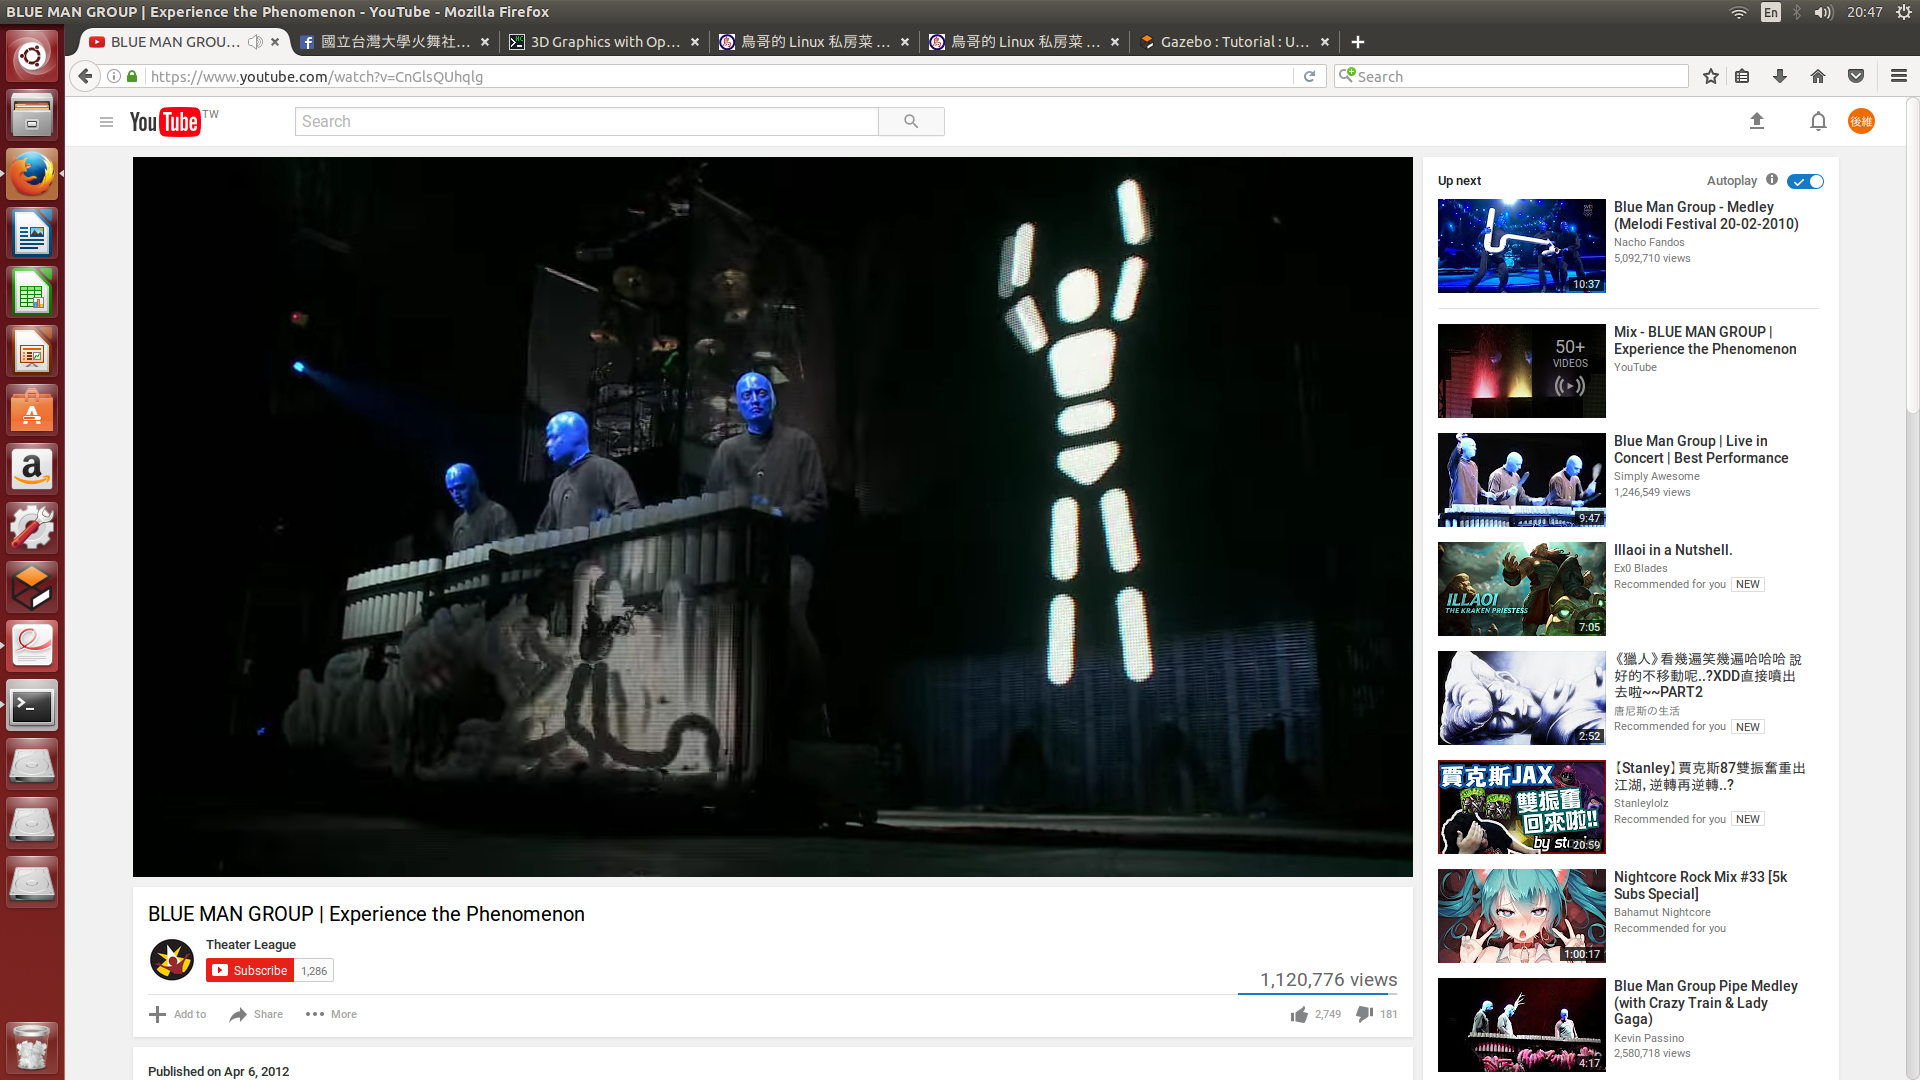 BLUE MAN GROUP | Experience the Phenomenon - YouTube - Mozilla Firefox
En
20:47
BLUE MAN GROU...
國立台灣大學火舞社...
3D Graphics with Op...
鳥哥的 Linux 私房菜 ...
鳥哥的 Linux 私房菜 ...
Gazebo : Tutorial : U...
https://www.youtube.com/watch?v=CnGlsQUhqlg
Search
YouTube TW
Search
後維
Up next
Autoplay
Blue Man Group - Medley
(Melodi Festival 20-02-2010)
Nacho Fandos
5,092,710 views
10:37
Mix - BLUE MAN GROUP |
Experience the Phenomenon
YouTube
50+
VIDEOS
Blue Man Group | Live in
Concert | Best Performance
Simply Awesome
1,246,549 views
9:47
Illaoi in a Nutshell.
Ex0 Blades
Recommended for you NEW
ILLAOI
THE KRAKEN PRIESTESS
7:05
《獵人》看幾遍笑幾遍哈哈哈 說
好的不移動呢..?XDD直接噴出
去啦~~PART2
唐尼斯の生活
Recommended for you NEW
2:52
【Stanley】賈克斯87雙振奮重出
江湖, 逆轉再逆轉..?
Stanleylolz
Recommended for you NEW
賈克斯JAX
雙振奮
回來啦!!
by st
20:59
Nightcore Rock Mix #33 [5k
Subs Special]
Bahamut Nightcore
Recommended for you
1:00:17
Blue Man Group Pipe Medley
(with Crazy Train & Lady
Gaga)
Kevin Passino
2,580,718 views
4:17
BLUE MAN GROUP | Experience the Phenomenon
Theater League
Subscribe 1,286
1,120,776 views
Add to
Share
More
2,749
181
Published on Apr 6, 2012